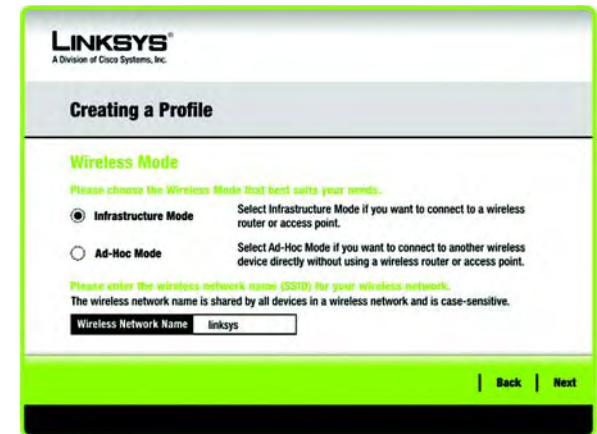 LINKSYS®
A Division of Cisco Systems, Inc.
Creating a Profile
Wireless Mode
Please choose the Wireless Mode that best suits your needs.
Infrastructure Mode
Select Infrastructure Mode if you want to connect to a wireless
router or access point.
Ad-Hoc Mode
Select Ad-Hoc Mode if you want to connect to another wireless
device directly without using a wireless router or access point.
Please enter the wireless network name (SSID) for your wireless network.
The wireless network name is shared by all devices in a wireless network and is case-sensitive.
Wireless Network Name linksys
Back Next